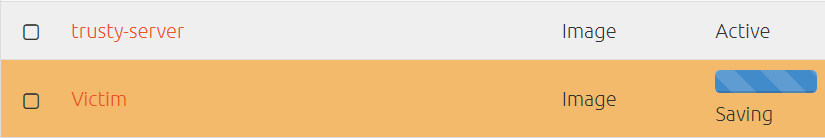 trusty-server Image Active
Victim Image Saving